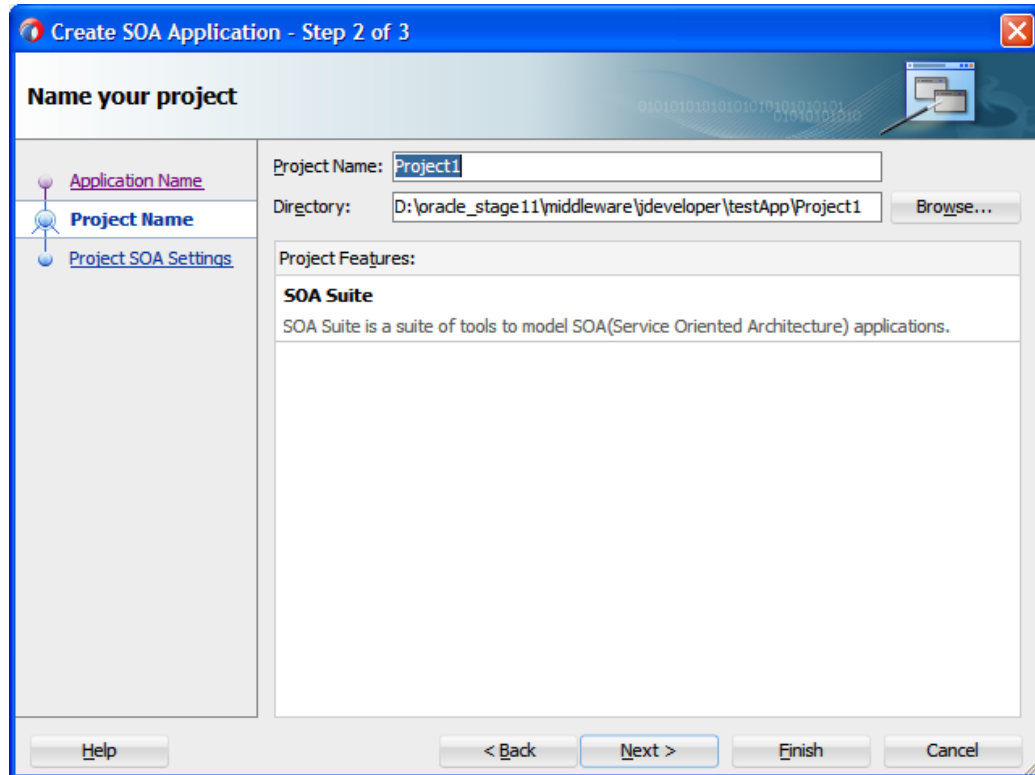 Create SOA Application - Step 2 of 3
Name your project
0101010101010101010101010101
01010101010
Application Name
Project Name
Project SOA Settings
Project Name: Project1
Directory: D:\oracle_stage11\middleware\jdeveloper\testApp\Project1 Browse...
Project Features:
SOA Suite
SOA Suite is a suite of tools to model SOA(Service Oriented Architecture) applications.
Help < Back Next > Finish Cancel